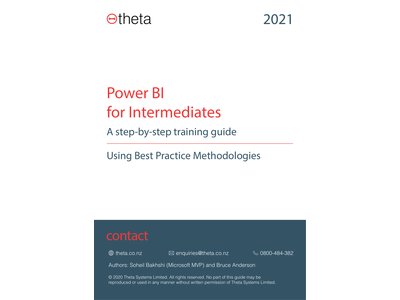 theta
2021
Power BI
for Intermediates
A step-by-step training guide
Using Best Practice Methodologies
contact
theta.co.nz
enquiries@theta.co.nz
0800-484-382
Authors: Soheil Bakhshi (Microsoft MVP) and Bruce Anderson
© 2020 Theta Systems Limited. All rights reserved. No part of this guide may be
reproduced or used in any manner without written permission of Theta Systems Limited.